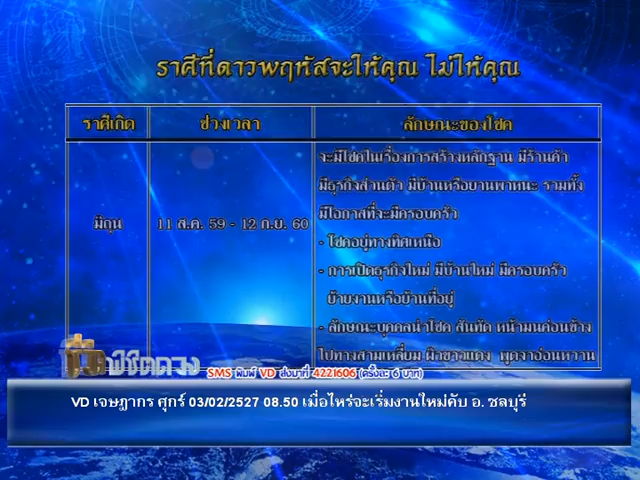 ราศีที่ดาวพฤหัสจะให้คุณ ไม่ให้คุณ
ราศีเกิด ช่วงเวลา ลักษณะของโชค
จะมีโชคในเรื่องการสร้างหลักฐาน มีร้านค้า
มีธุรกิจส่วนตัว มีบ้านหรือยานพาหนะ รวมทั้ง
มีโอกาสที่จะมีครอบครัว
มิถุน 11 ส.ค. 59 - 12 ก.ย. 60
- โชคอยู่ทางทิศเหนือ
- การเปิดธุรกิจใหม่ มีบ้านใหม่ มีครอบครัว
ย้ายงานหรือบ้านที่อยู่
- ลักษณะบุคคลนำโชค สันทัด หน้ามนค่อนข้าง
ไปทางสามเหลี่ยม ผิวขาวแดง พูดจาอ่อนหวาน
SMS พิมพ์ VD ส่งมาที่ 4221606 (ครั้งละ 6 บาท)
VD เจษฎากร ศุกร์ 03/02/2527 08.50 เมื่อไหร่จะเริ่มงานใหม่คับ อ. ชลบุรี